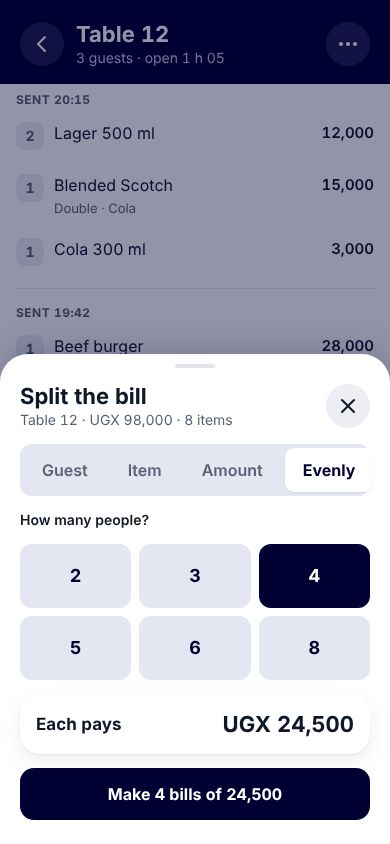 Table 12
3 guests · open 1 h 05
SENT 20:15
2 Lager 500 ml 12,000
1 Blended Scotch 15,000
Double · Cola
1 Cola 300 ml 3,000
SENT 19:42
1 Beef burger 28,000
Split the bill
Table 12 · UGX 98,000 · 8 items
Guest Item Amount Evenly
How many people?
2 3 4
5 6 8
Each pays UGX 24,500
Make 4 bills of 24,500